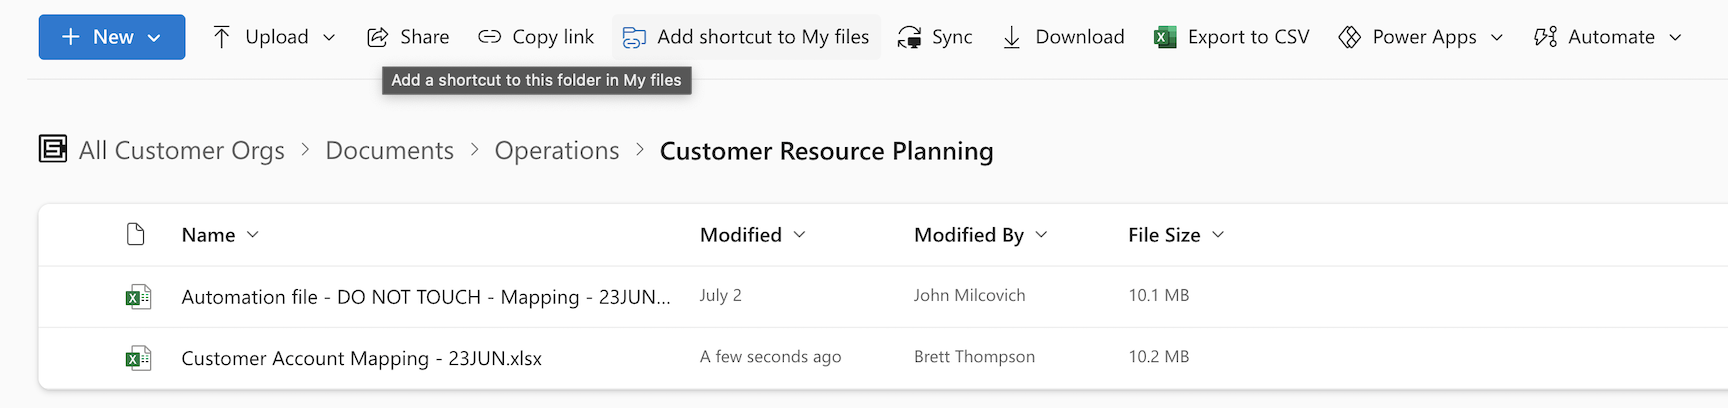 New Upload Share Copy link Add shortcut to My files Sync Download Export to CSV Power Apps Automate
Add a shortcut to this folder in My files
All Customer Orgs > Documents > Operations > Customer Resource Planning
Name Modified Modified By File Size
Automation file - DO NOT TOUCH - Mapping - 23JUN... July 2 John Milcovich 10.1 MB
Customer Account Mapping - 23JUN.xlsx A few seconds ago Brett Thompson 10.2 MB